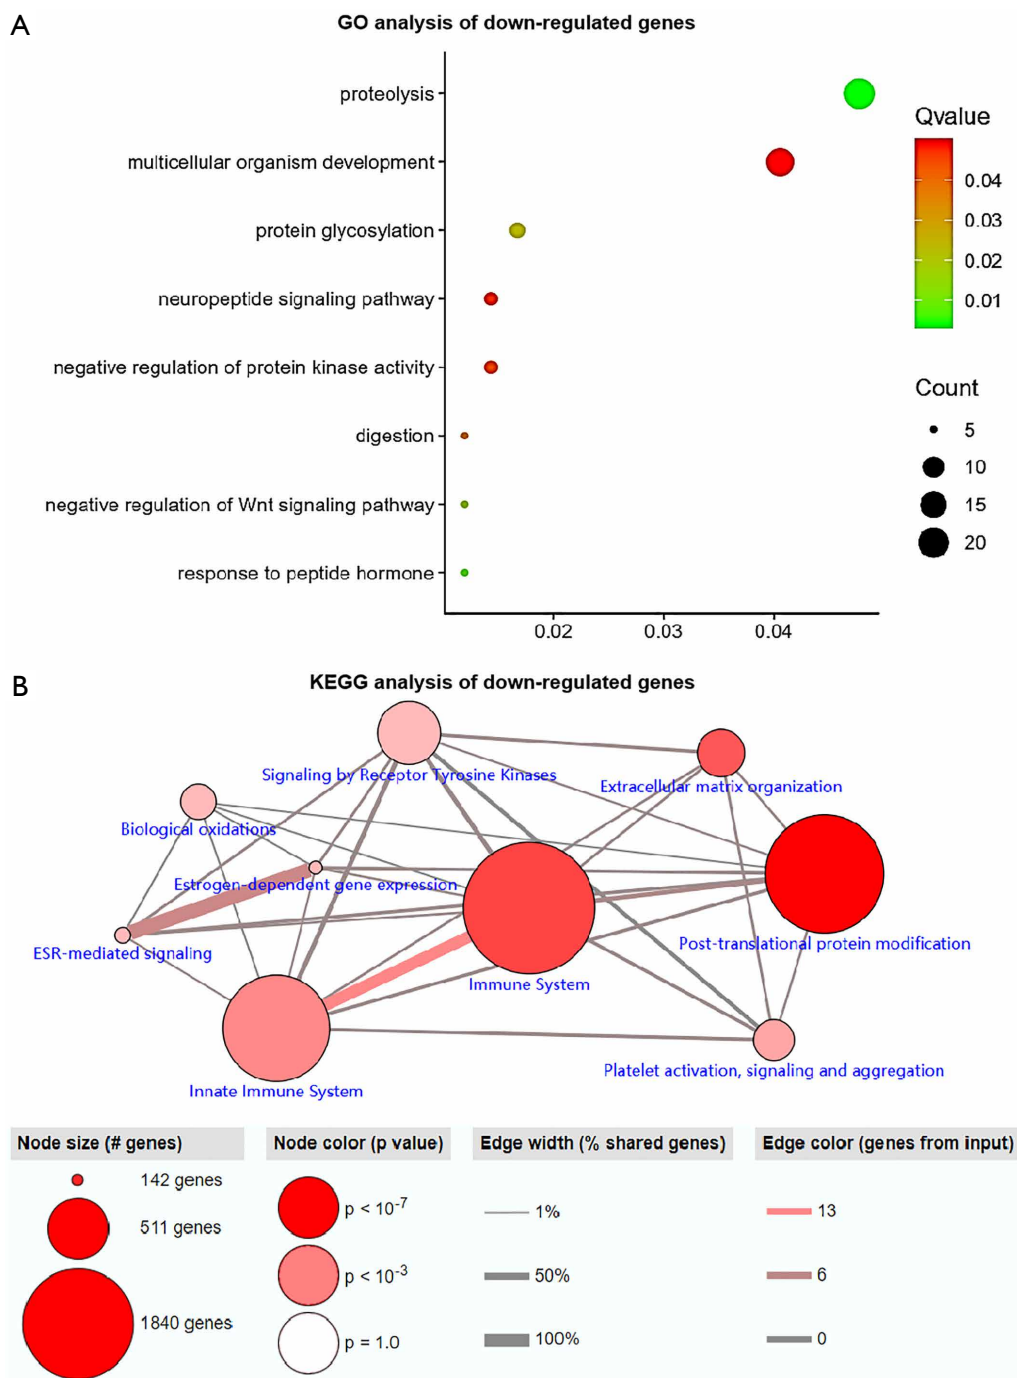 A
GO analysis of down-regulated genes
proteolysis
multicellular organism development
protein glycosylation
neuropeptide signaling pathway
negative regulation of protein kinase activity
digestion
negative regulation of Wnt signaling pathway
response to peptide hormone
0.02 0.03 0.04
Qvalue
0.04
0.03
0.02
0.01
Count
5
10
15
20
B
KEGG analysis of down-regulated genes
Signaling by Receptor Tyrosine Kinases
Extracellular matrix organization
Biological oxidations
Estrogen-dependent gene expression
ESR-mediated signaling
Post-translational protein modification
Immune System
Platelet activation, signaling and aggregation
Innate Immune System
Node size (# genes)
142 genes
511 genes
1840 genes
Node color (p value)
p < 10⁻⁷
p < 10⁻³
p = 1.0
Edge width (% shared genes)
1%
50%
100%
Edge color (genes from input)
13
6
0